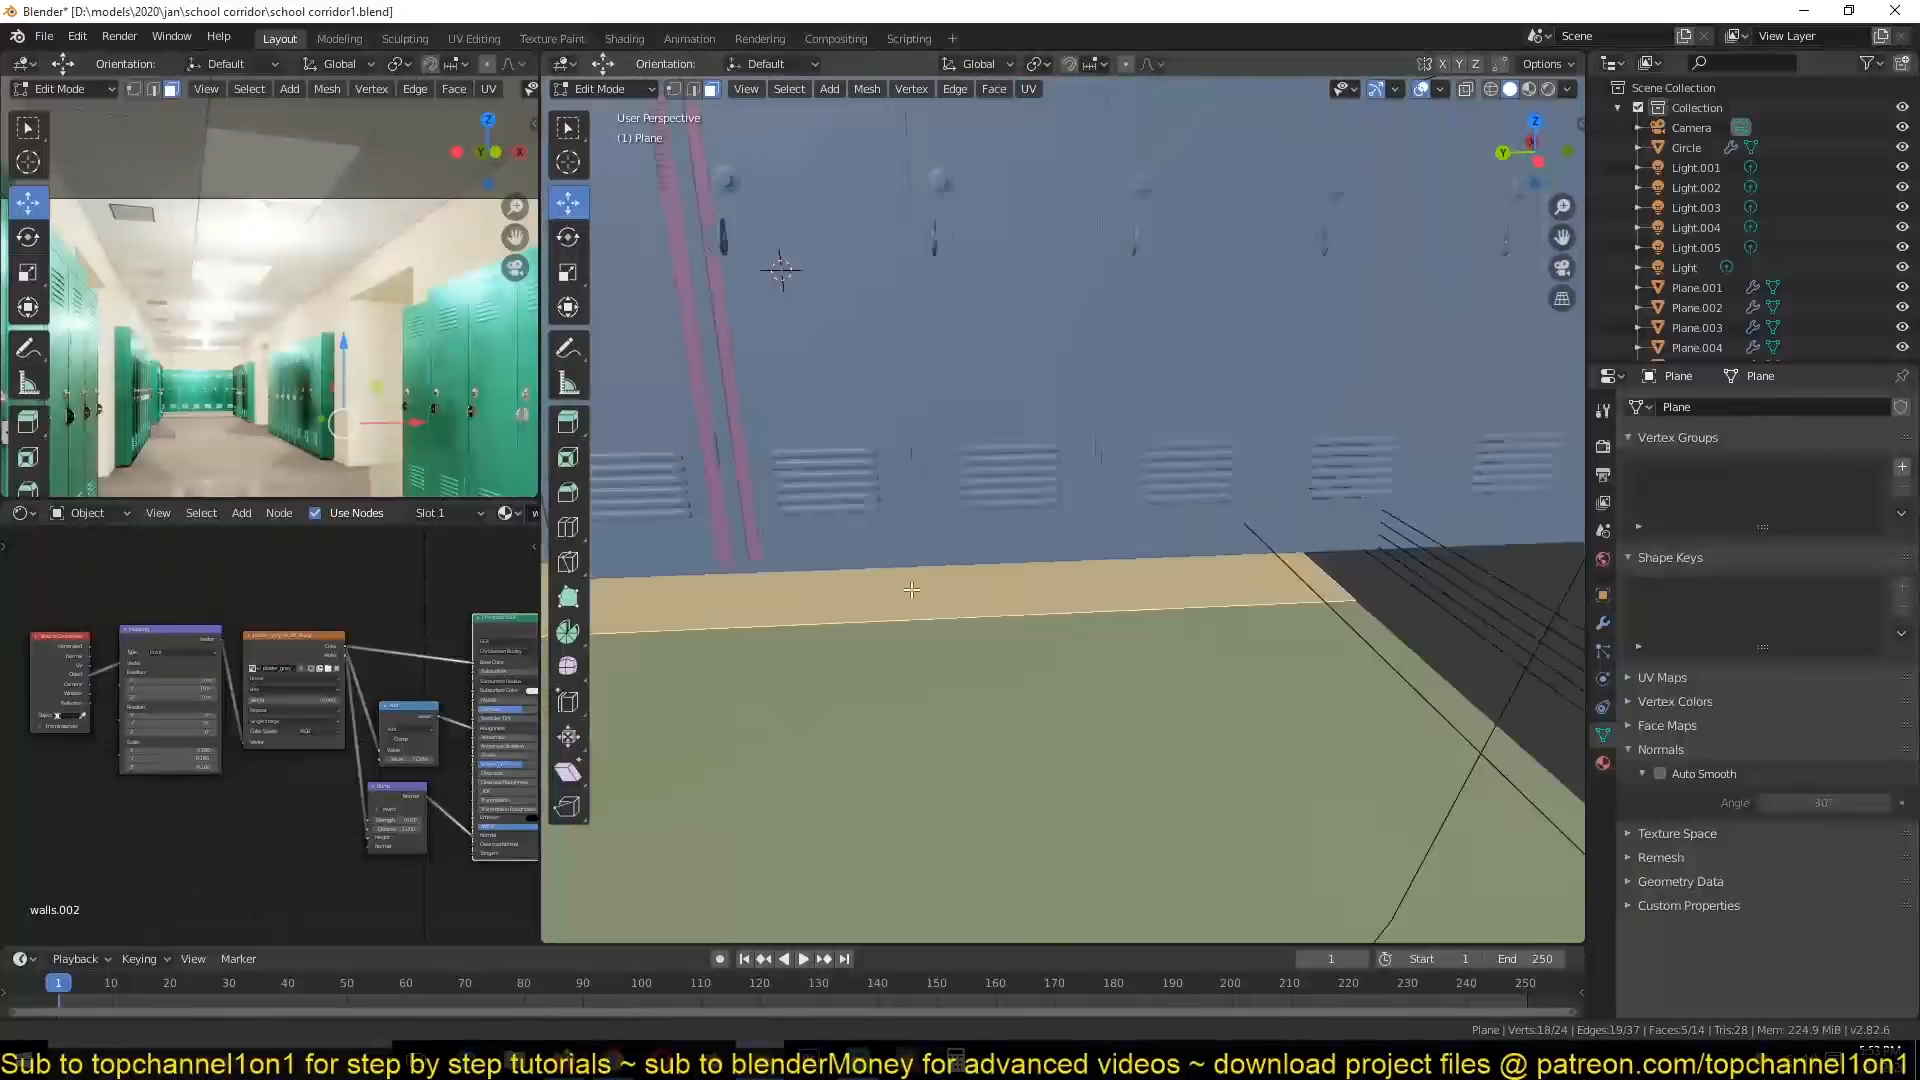 Blender* [D:\models\2020\jan\school corridor\school corridor1.blend]
File Edit Render Window Help Layout Modeling Sculpting UV Editing Texture Paint Shading Animation Rendering Compositing Scripting Scene View Layer
Orientation: Default Global Orientation: Default Global X Y Z Options
Edit Mode View Select Add Mesh Vertex Edge Face UV Edit Mode View Select Add Mesh Vertex Edge Face UV
Scene Collection
Collection
User Perspective
(1) Plane
Camera
Circle
Light.001
Light.002
Light.003
Light.004
Light.005
Light
Plane.001
Plane.002
Plane.003
Plane.004
Plane Plane
Plane
Vertex Groups
Object View Select Add Node Use Nodes Slot 1
Shape Keys
UV Maps
Vertex Colors
Face Maps
Normals
Auto Smooth
Angle 30°
Texture Space
Remesh
Geometry Data
Custom Properties
walls.002
Playback Keying View Marker 1 Start 1 End 250
1 10 20 30 40 50 60 70 80 90 100 110 120 130 140 150 160 170 180 190 200 210 220 230 240 250
Plane | Verts:18/24 | Edges:19/37 | Faces:5/14 | Tris:28 | Mem: 224.9 MiB | v2.82.6
Sub to topchannel1on1 for step by step tutorials ~ sub to blenderMoney for advanced videos ~ download project files @ patreon.com/topchannel1on1